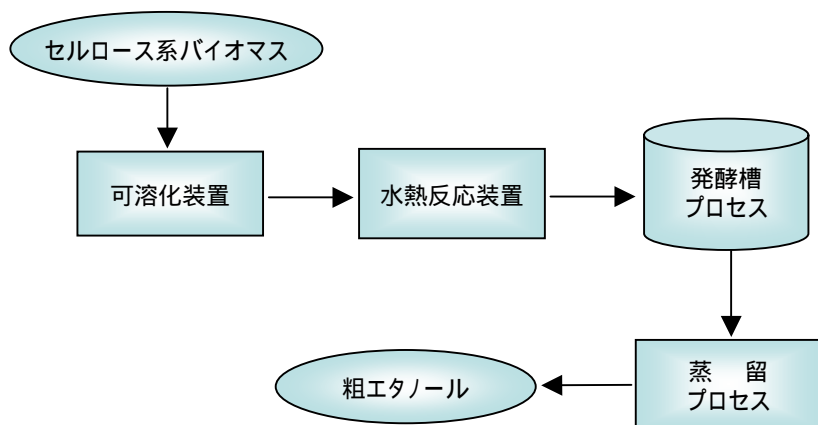 セルロース系バイオマス
可溶化装置
水熱反応装置
発酵槽
プロセス
蒸　留
プロセス
粗エタノール